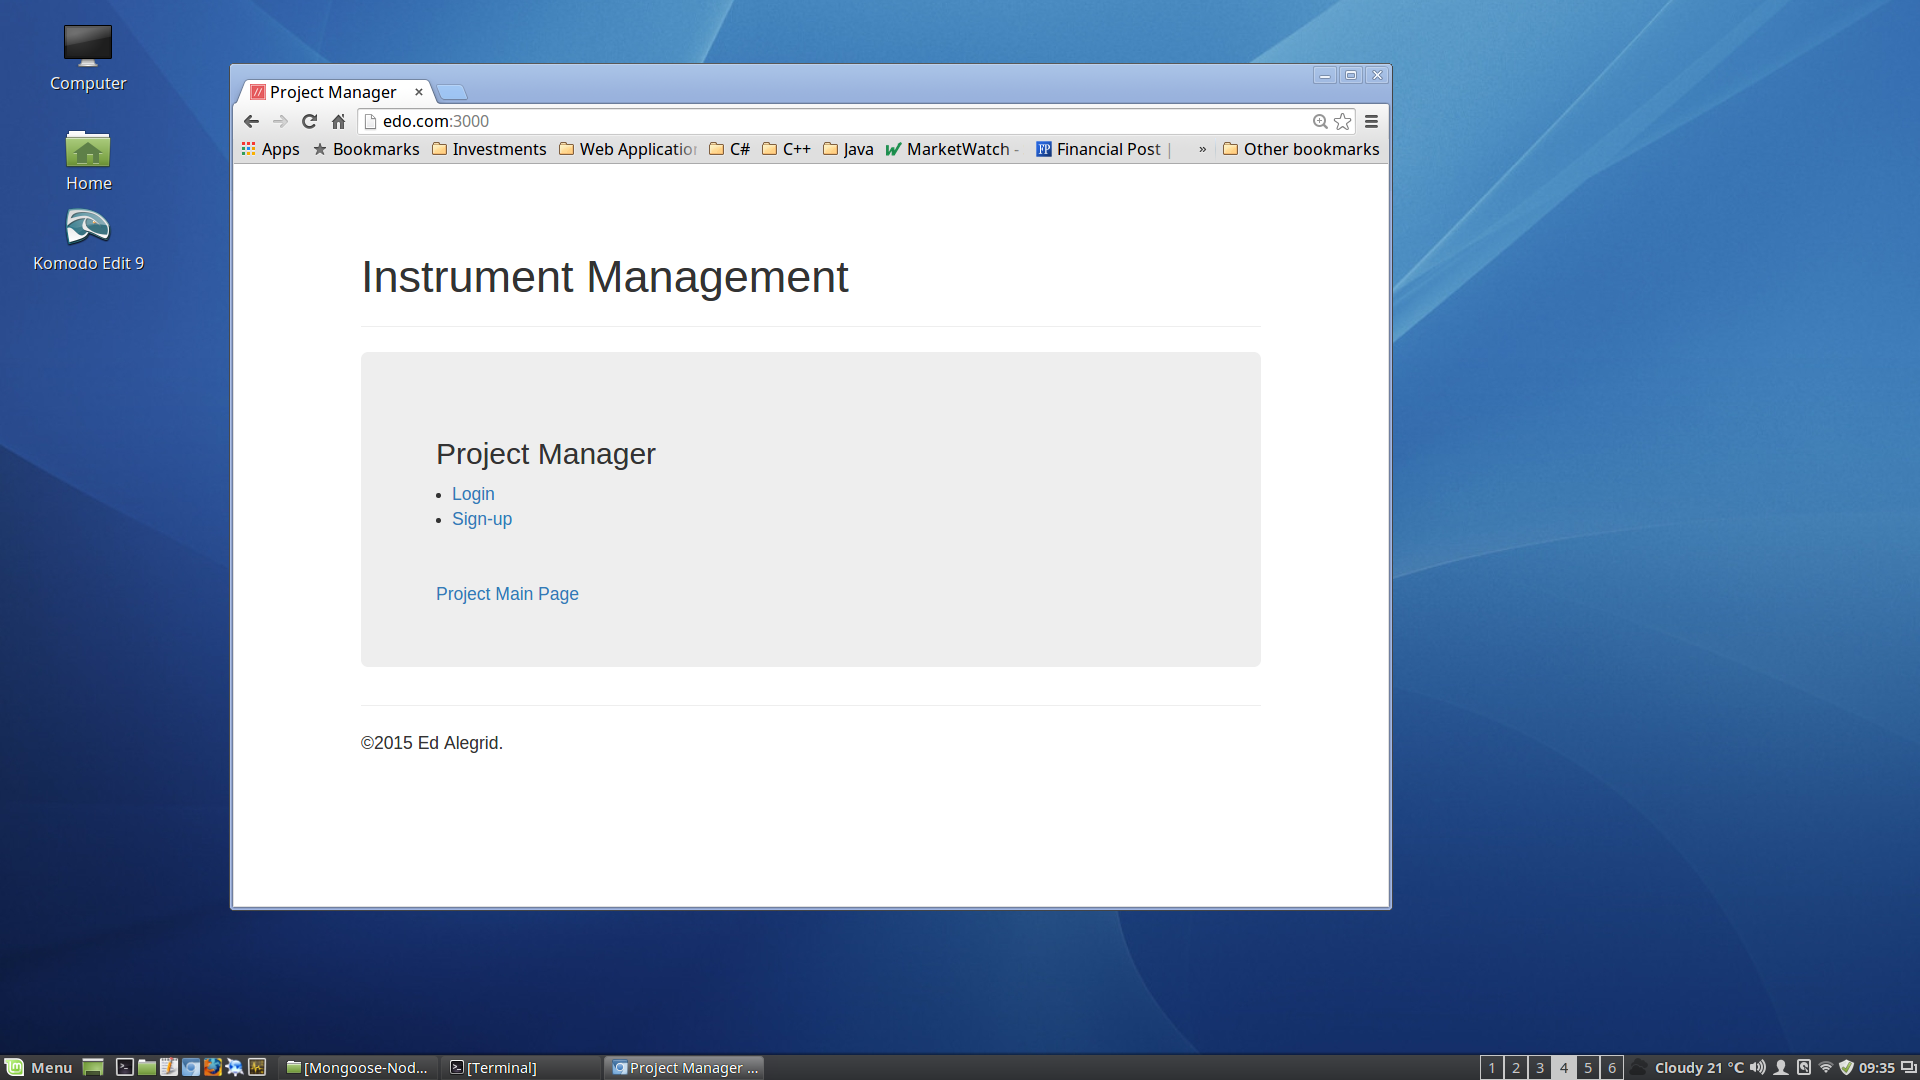 Computer
Home
Komodo Edit 9
Project Manager
edo.com:3000
Apps Bookmarks Investments Web Applicatio C# C++ Java MarketWatch - FP Financial Post | » Other bookmarks
Instrument Management
Project Manager
• Login
• Sign-up
Project Main Page
©2015 Ed Alegrid.
Menu [Mongoose-Nod... [Terminal] Project Manager ... 1 2 3 4 5 6 Cloudy 21 °C 09:35